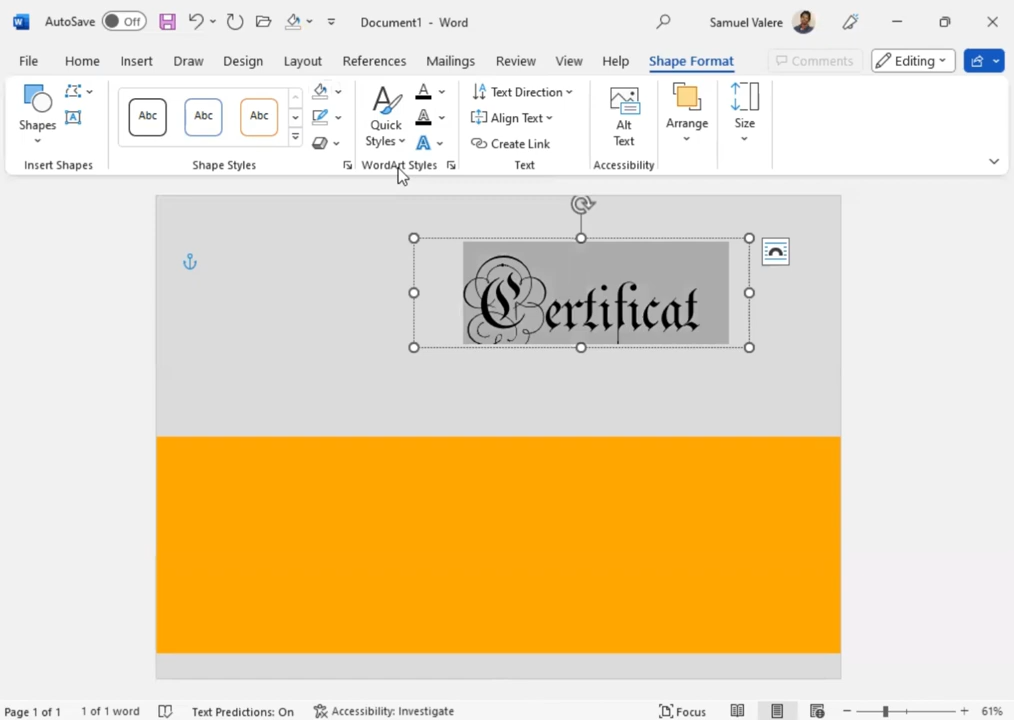 AutoSave Off Document1 - Word Samuel Valere
File Home Insert Draw Design Layout References Mailings Review View Help Shape Format Comments Editing
Shapes
Abc Abc Abc
Quick Styles
A
A
A
Text Direction
Align Text
Create Link
Alt Text
Arrange
Size
Insert Shapes Shape Styles WordArt Styles Text Accessibility
Certificat
Page 1 of 1 1 of 1 word Text Predictions: On Accessibility: Investigate Focus 61%